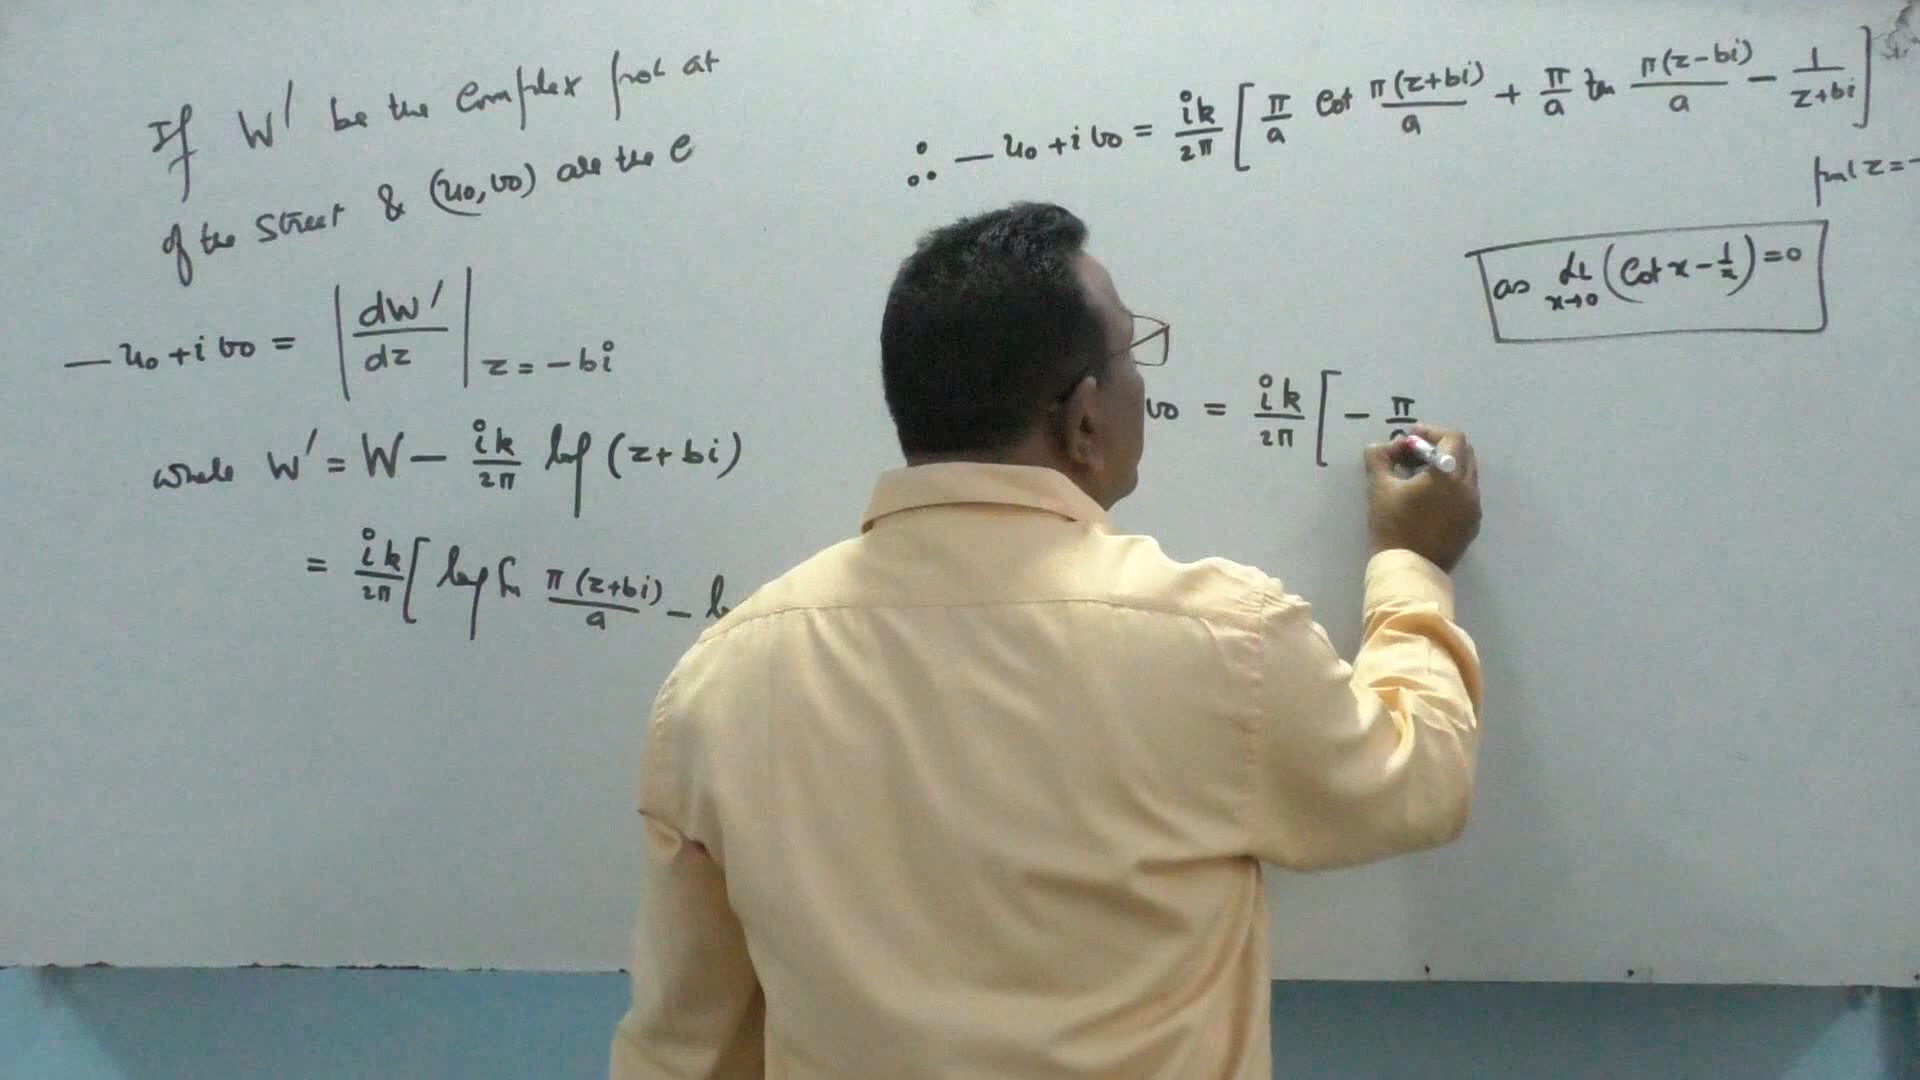 If W' be the Complex pot at
of the Street & (u₀, v₀) are the c
-u₀ + i v₀ = |dW'/dz| z = -bi
where W' = W - ik/2π log (z + bi)
= ik/2π [ log sin π(z+bi)/a - l
∴ -u₀ + i v₀ = ik/2π [ π/a Cot π(z+bi)/a + π/a tan π(z-bi)/a - 1/(z+bi) ]
put z = -
as Lt x→0 (Cot x - 1/x) = 0
v₀ = ik/2π [ - π/